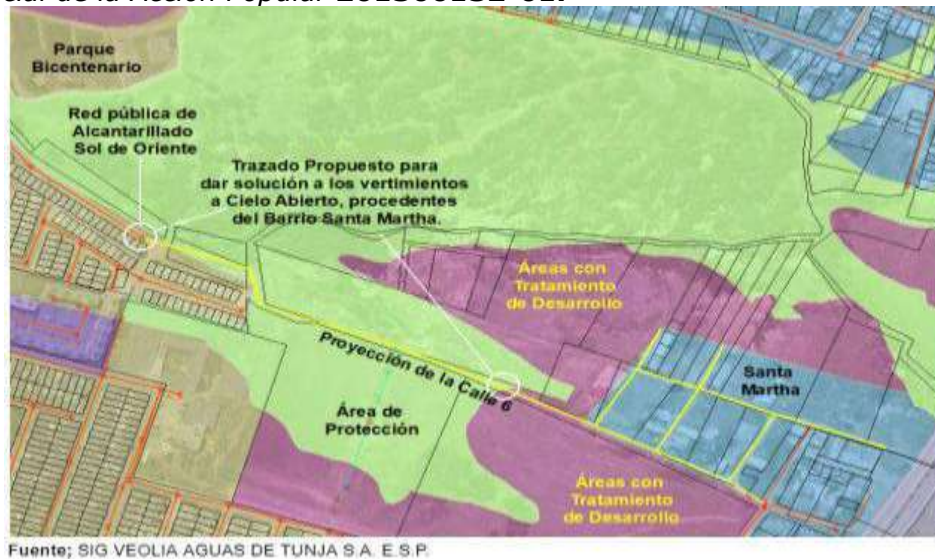 Parque
Bicentenario
Red pública de
Alcantarillado
Sol de Oriente
Trazado Propuesto para
dar solución a los vertimientos
a Cielo Abierto, procedentes
del Barrio Santa Martha.
Áreas con
Tratamiento
de Desarrollo
Proyección de la Calle 6
Santa
Martha
Área de
Protección
Áreas con
Tratamiento
de Desarrollo
Fuente; SIG VEOLIA AGUAS DE TUNJA S.A. E.S.P.